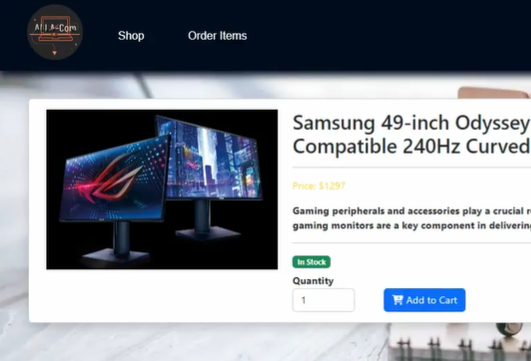 All A-Com
Shop
Order Items
Samsung 49-inch Odyssey
Compatible 240Hz Curved
Price: $1297
Gaming peripherals and accessories play a crucial
gaming monitors are a key component in
In Stock
Quantity
1
Add to Cart